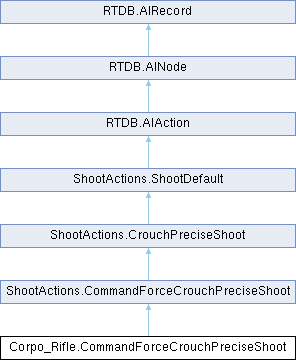 RTDB.AIRecord
RTDB.AINode
RTDB.AIAction
ShootActions.ShootDefault
ShootActions.CrouchPreciseShoot
ShootActions.CommandForceCrouchPreciseShoot
Corpo_Rifle.CommandForceCrouchPreciseShoot